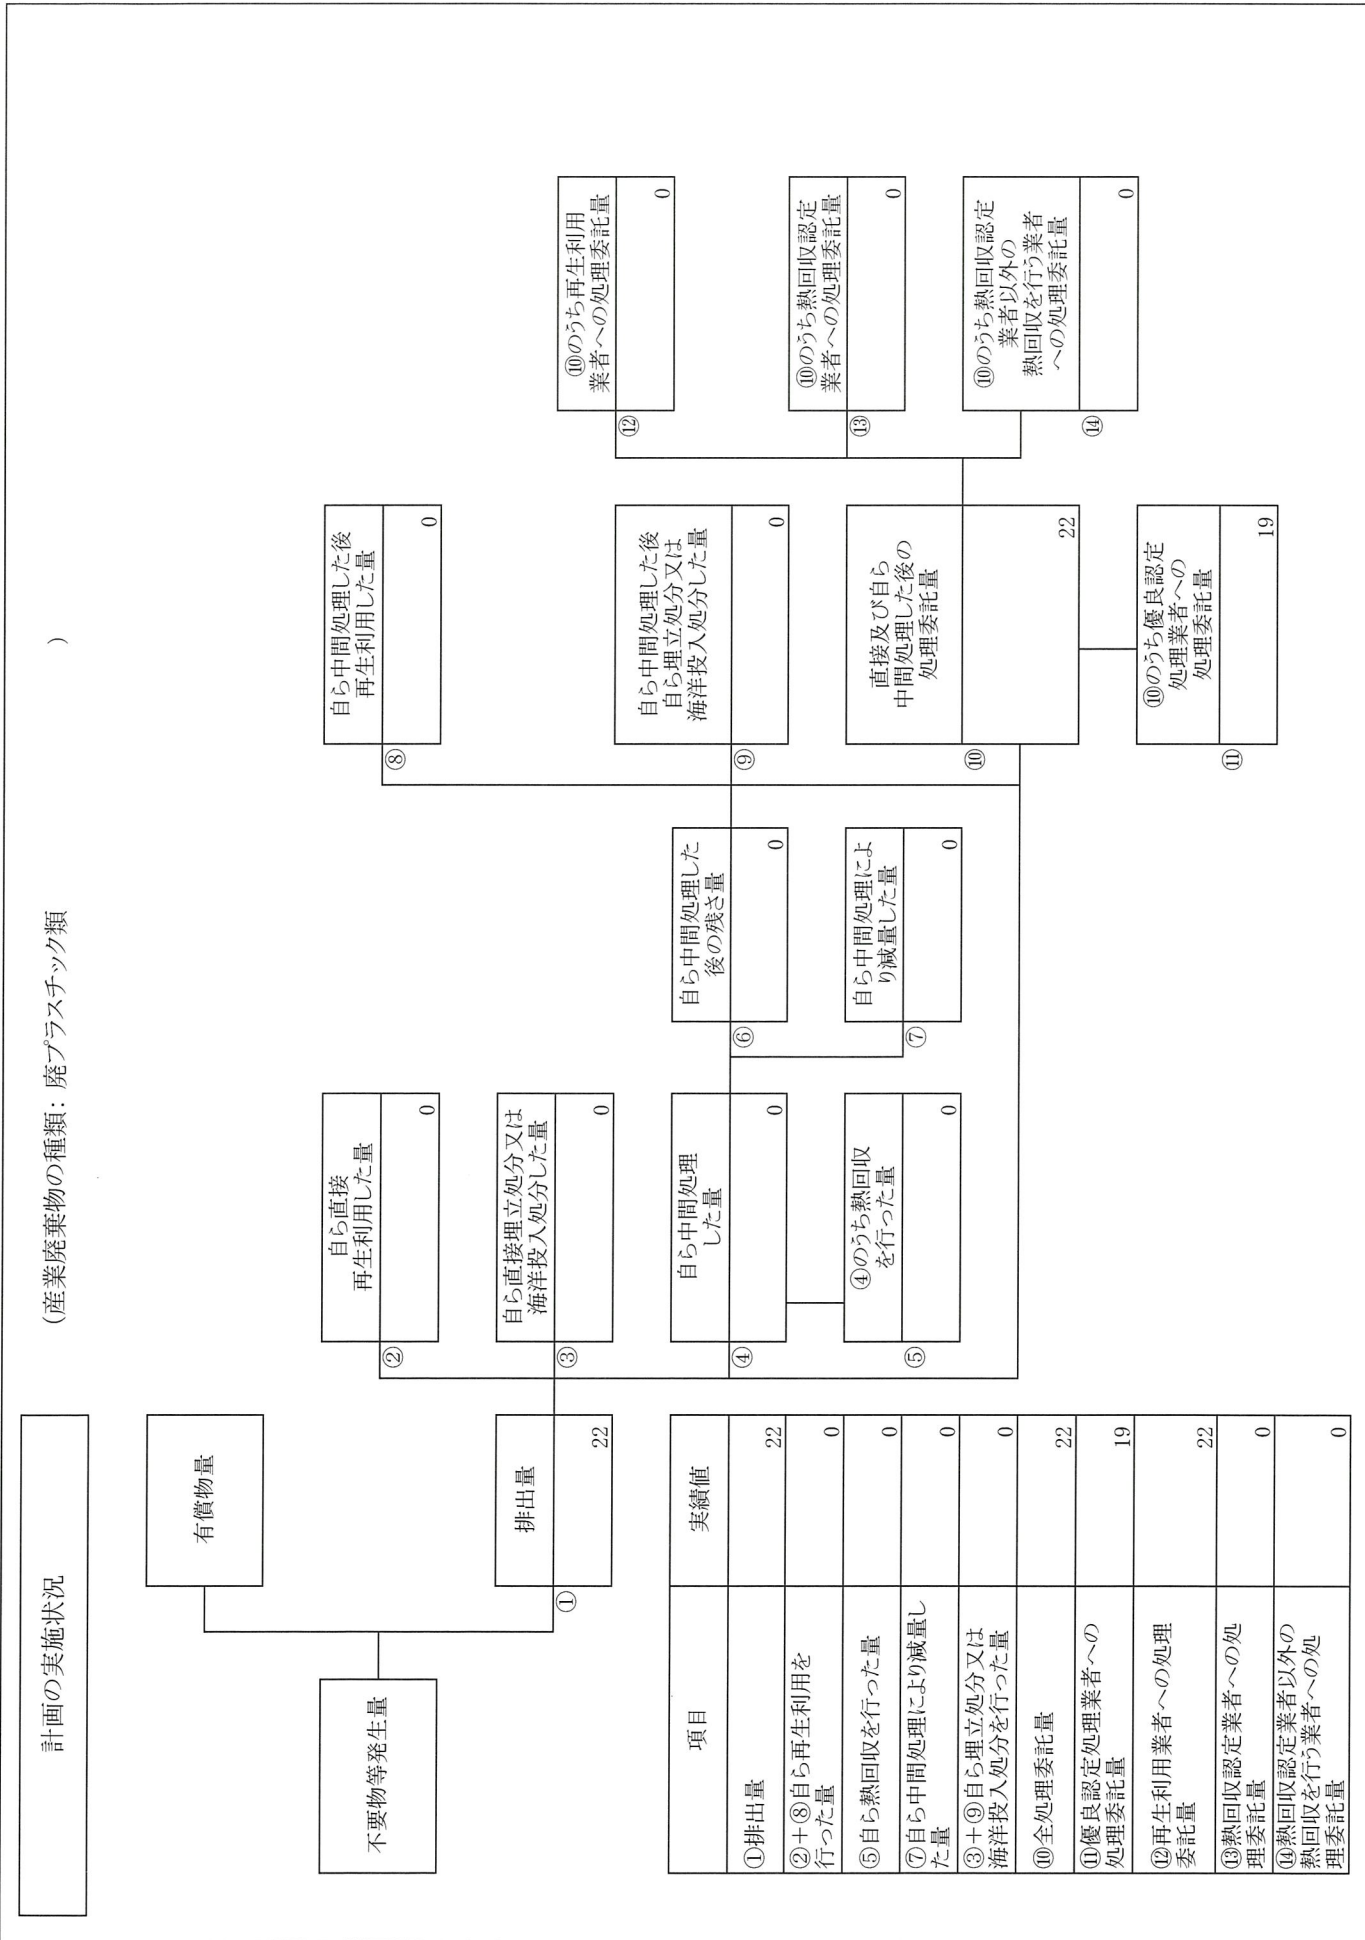 計画の実施状況
(産業廃棄物の種類：廃プラスチック類　)
不要物等発生量
有償物量
①
排出量
22
②
自ら直接
再生利用した量
0
③
自ら直接埋立処分又は
海洋投入処分した量
0
④
自ら中間処理
した量
0
⑤
④のうち熱回収
を行った量
0
⑥
自ら中間処理した
後の残さ量
0
⑦
自ら中間処理によ
り減量した量
0
⑧
自ら中間処理した後
再生利用した量
0
⑨
自ら中間処理した後
自ら埋立処分又は
海洋投入処分した量
0
⑩
直接及び自ら
中間処理した後の
処理委託量
22
⑪
⑩のうち優良認定
処理業者への
処理委託量
19
⑫
⑩のうち再生利用
業者への処理委託量
0
⑬
⑩のうち熱回収認定
業者への処理委託量
0
⑭
⑩のうち熱回収認定
業者以外の
熱回収を行う業者
への処理委託量
0
項目 実績値
①排出量 22
②＋⑧自ら再生利用を
行った量 0
⑤自ら熱回収を行った量 0
⑦自ら中間処理により減量し
た量 0
③＋⑨自ら埋立処分又は
海洋投入処分を行った量 0
⑩全処理委託量 22
⑪優良認定処理業者への
処理委託量 19
⑫再生利用業者への処理
委託量 22
⑬熱回収認定業者への処
理委託量 0
⑭熱回収認定業者以外の
熱回収を行う業者への処
理委託量 0